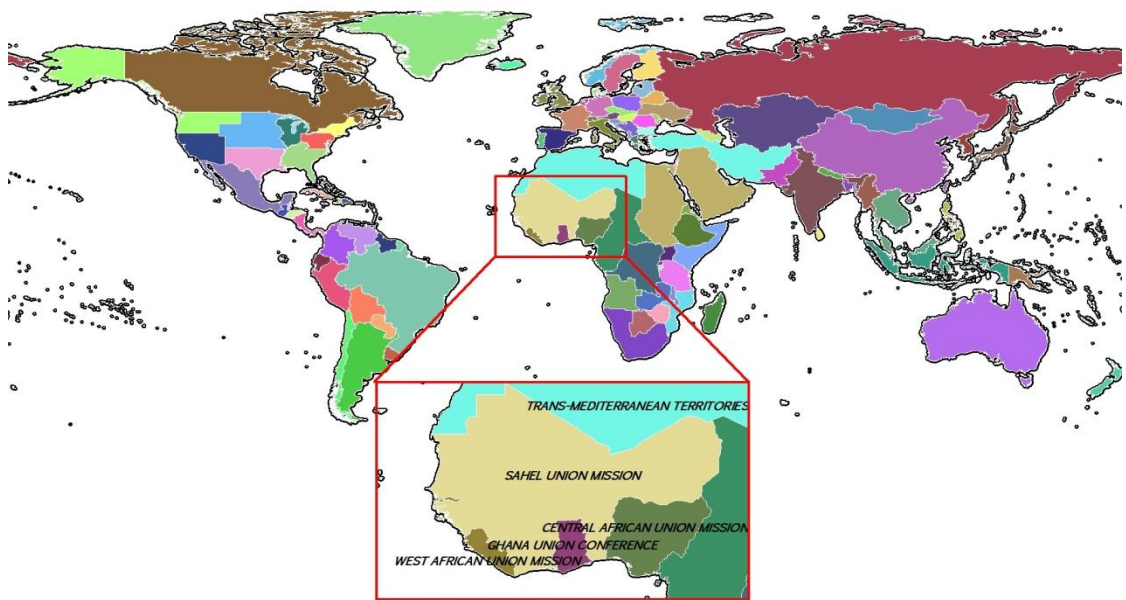 TRANS-MEDITERRANEAN TERRITORIES
SAHEL UNION MISSION
CENTRAL AFRICAN UNION MISSION
GHANA UNION CONFERENCE
WEST AFRICAN UNION MISSION